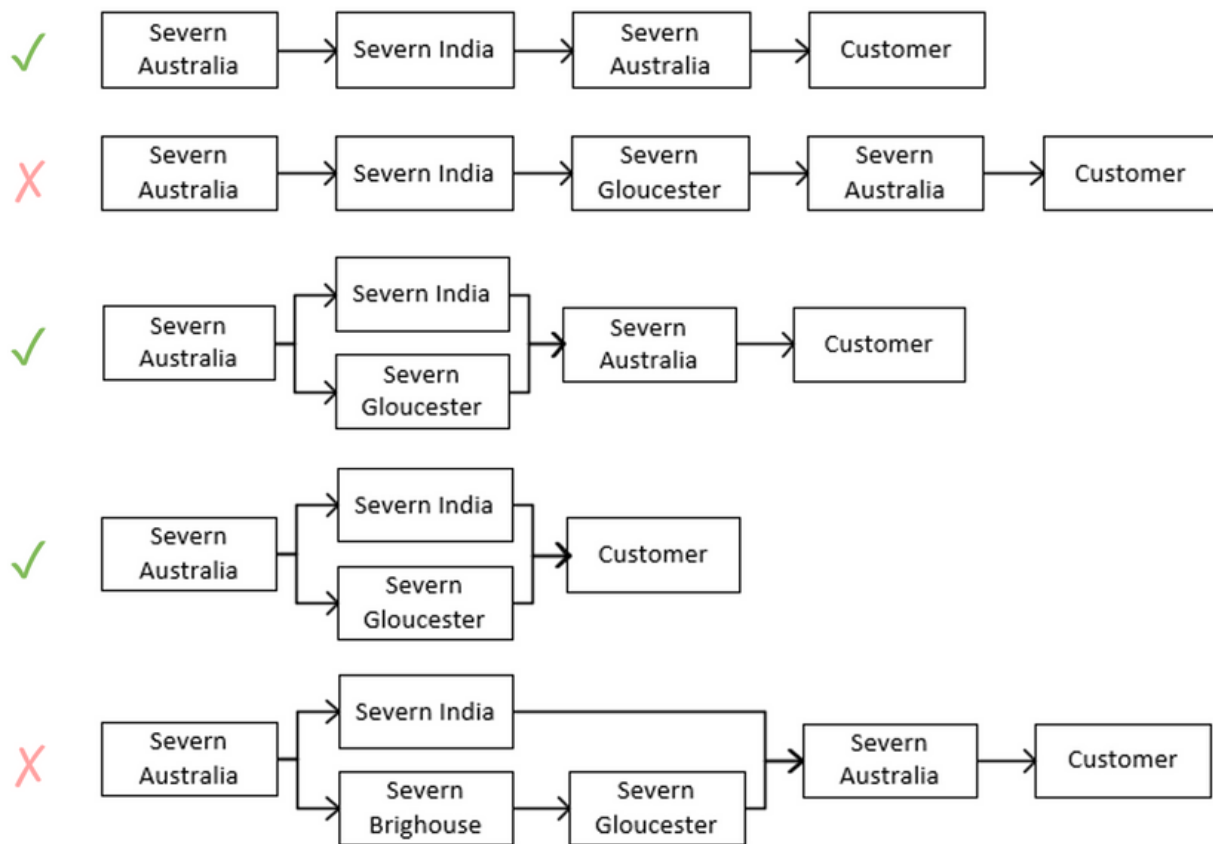 ✓
Severn
Australia
Severn India
Severn
Australia
Customer
✗
Severn
Australia
Severn India
Severn
Gloucester
Severn
Australia
Customer
✓
Severn
Australia
Severn India
Severn
Gloucester
Severn
Australia
Customer
✓
Severn
Australia
Severn India
Severn
Gloucester
Customer
✗
Severn
Australia
Severn India
Severn
Brighouse
Severn
Gloucester
Severn
Australia
Customer